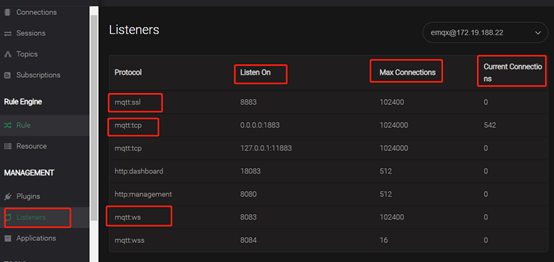 Connections
Sessions
Topics
Subscriptions
Rule Engine
Rule
Resource
MANAGEMENT
Plugins
Listeners
Applications
Listeners
emqx@172.19.188.22
Protocol Listen On Max Connections Current Connectio
ns
mqtt:ssl 8883 102400 0
mqtt:tcp 0.0.0.0:1883 1024000 542
mqtt:tcp 127.0.0.1:11883 1024000 0
http:dashboard 18083 512 0
http:management 8080 512 0
mqtt:ws 8083 102400 0
mqtt:wss 8084 16 0